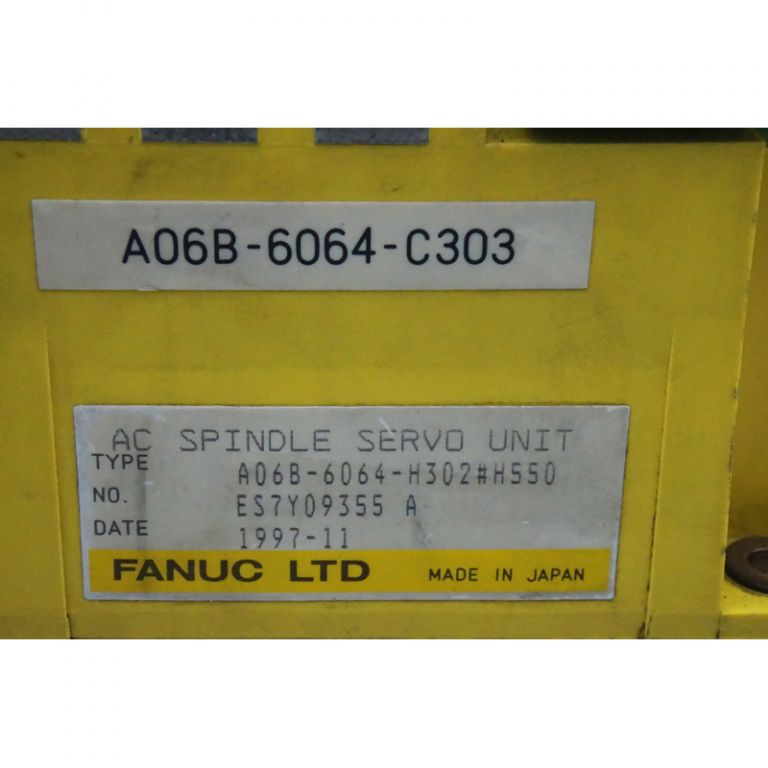 A06B-6064-C303
AC SPINDLE SERVO UNIT
TYPE A06B-6064-H302#H550
NO. ES7Y09355 A
DATE 1997-11
FANUC LTD MADE IN JAPAN